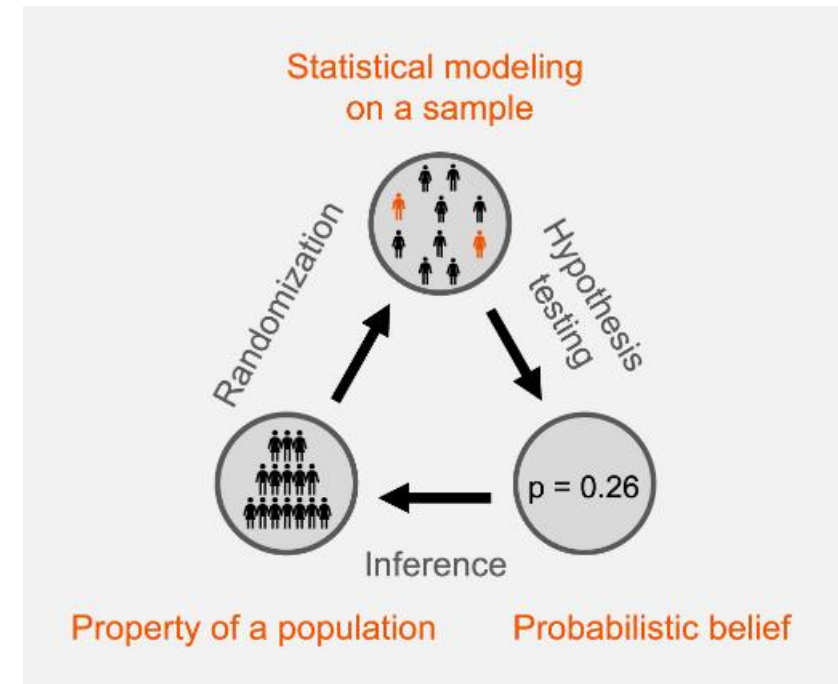 Statistical modeling
on a sample
Randomization
Hypothesis
testing
p = 0.26
Inference
Property of a population
Probabilistic belief